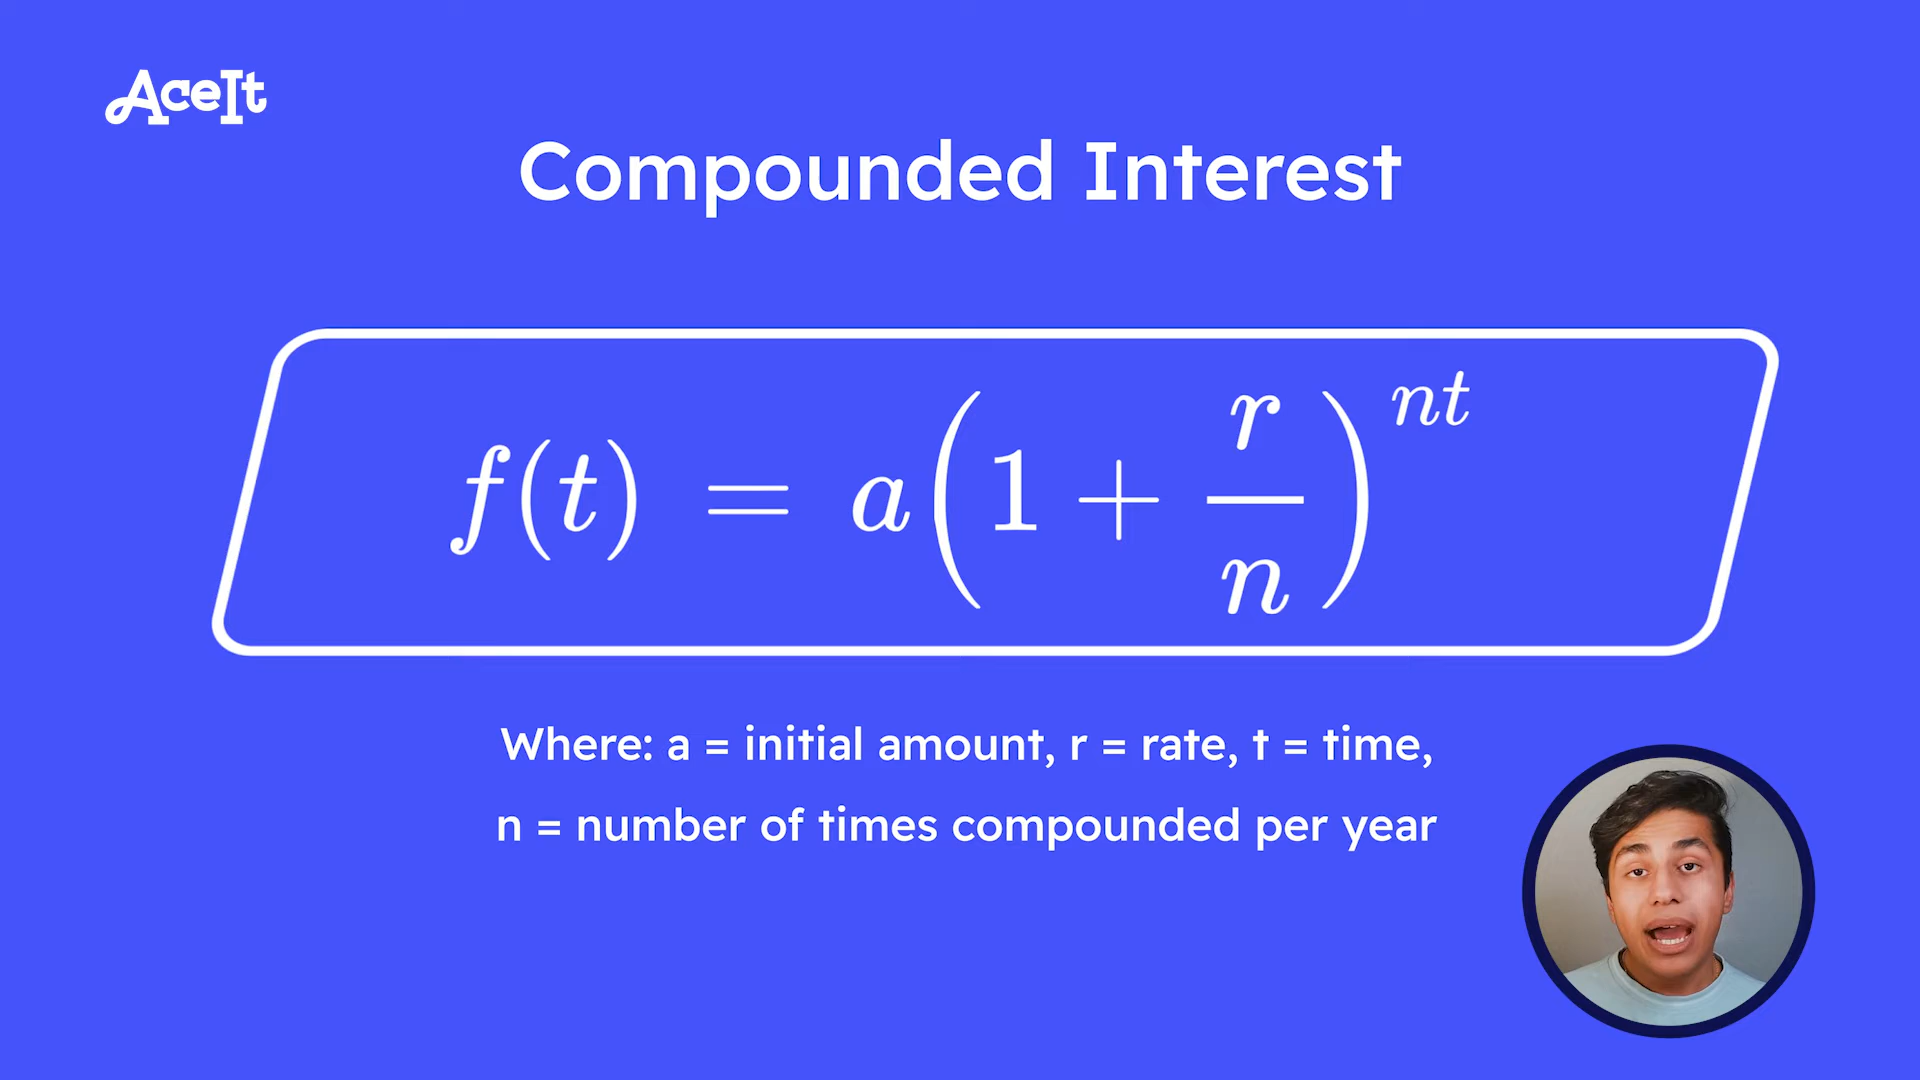 AceIt
Compounded Interest
f(t) = a(1 + r/n)^{nt}
Where: a = initial amount, r = rate, t = time,
n = number of times compounded per year